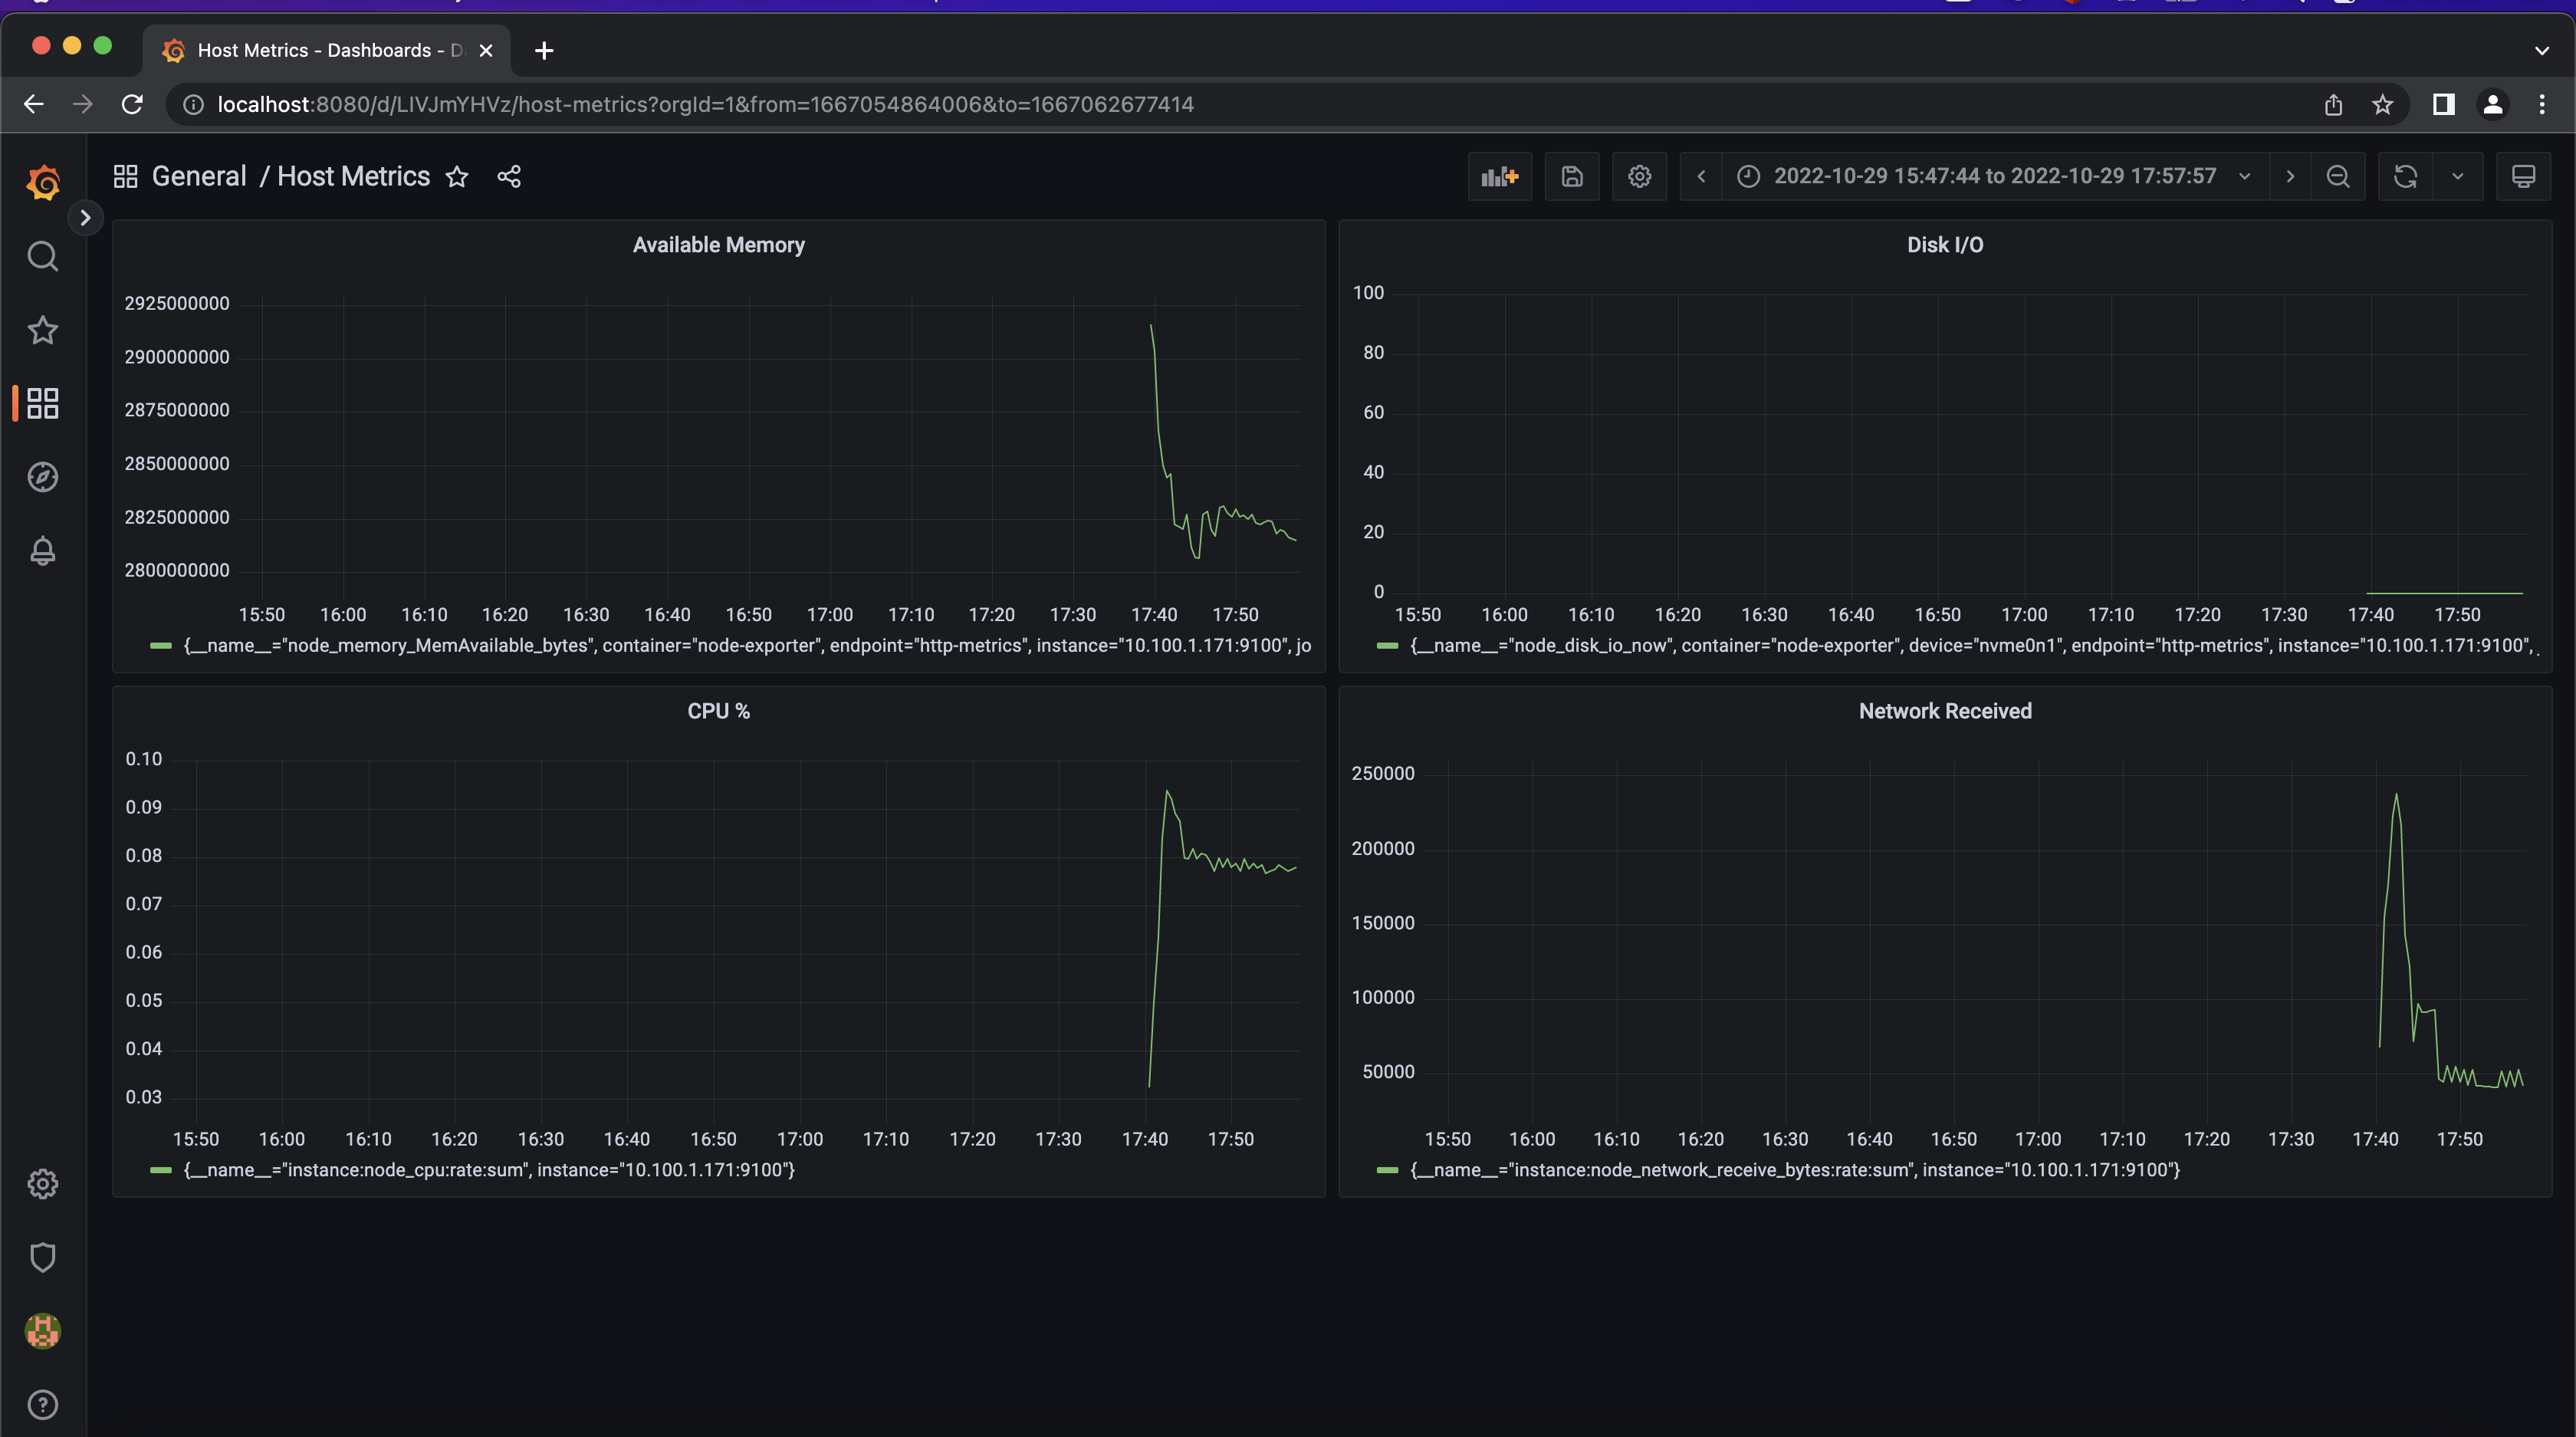 Host Metrics - Dashboards - D
localhost:8080/d/LIVJmYHVz/host-metrics?orgId=1&from=1667054864006&to=1667062677414
General / Host Metrics
2022-10-29 15:47:44 to 2022-10-29 17:57:57
Available Memory
2925000000
2900000000
2875000000
2850000000
2825000000
2800000000
15:50 16:00 16:10 16:20 16:30 16:40 16:50 17:00 17:10 17:20 17:30 17:40 17:50
{__name__="node_memory_MemAvailable_bytes", container="node-exporter", endpoint="http-metrics", instance="10.100.1.171:9100", jo
Disk I/O
100
80
60
40
20
0
15:50 16:00 16:10 16:20 16:30 16:40 16:50 17:00 17:10 17:20 17:30 17:40 17:50
{__name__="node_disk_io_now", container="node-exporter", device="nvme0n1", endpoint="http-metrics", instance="10.100.1.171:9100",
CPU %
0.10
0.09
0.08
0.07
0.06
0.05
0.04
0.03
15:50 16:00 16:10 16:20 16:30 16:40 16:50 17:00 17:10 17:20 17:30 17:40 17:50
{__name__="instance:node_cpu:rate:sum", instance="10.100.1.171:9100"}
Network Received
250000
200000
150000
100000
50000
15:50 16:00 16:10 16:20 16:30 16:40 16:50 17:00 17:10 17:20 17:30 17:40 17:50
{__name__="instance:node_network_receive_bytes:rate:sum", instance="10.100.1.171:9100"}